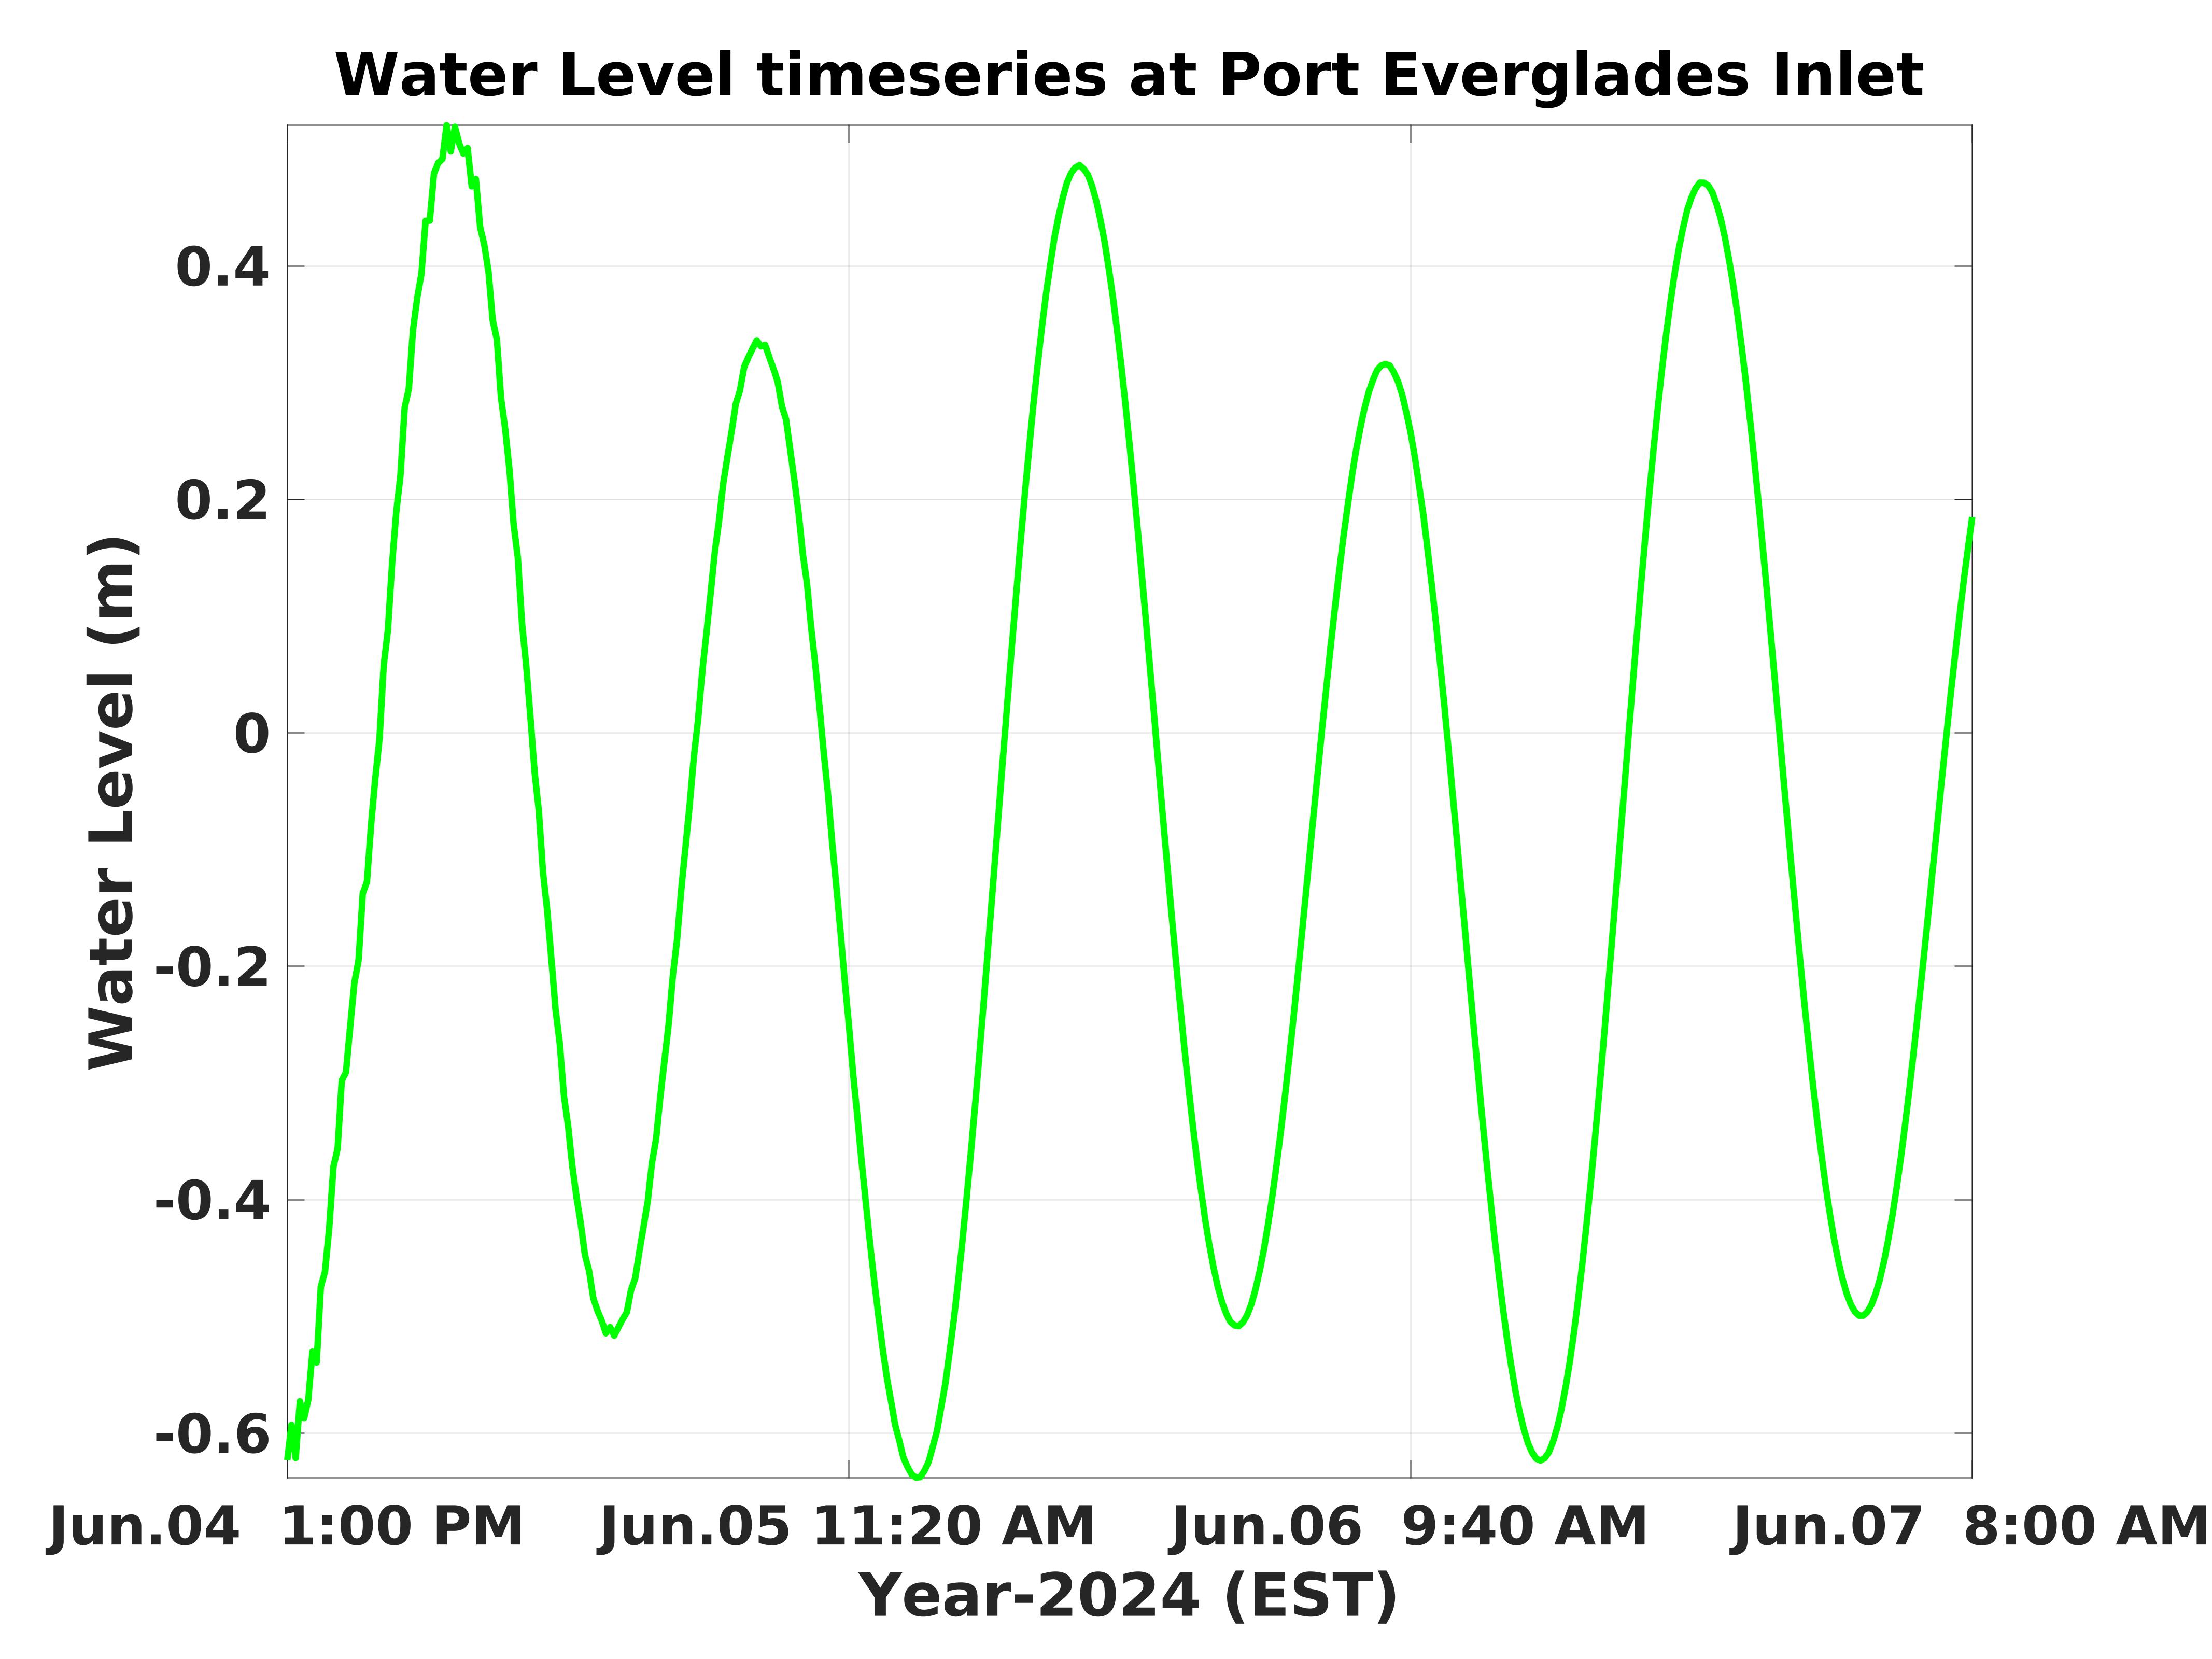 Water Level timeseries at Port Everglades Inlet
Water Level (m)
0.4
0.2
0
-0.2
-0.4
-0.6
Jun.04 1:00 PM
Jun.05 11:20 AM
Jun.06 9:40 AM
Jun.07 8:00 AM
Year-2024 (EST)